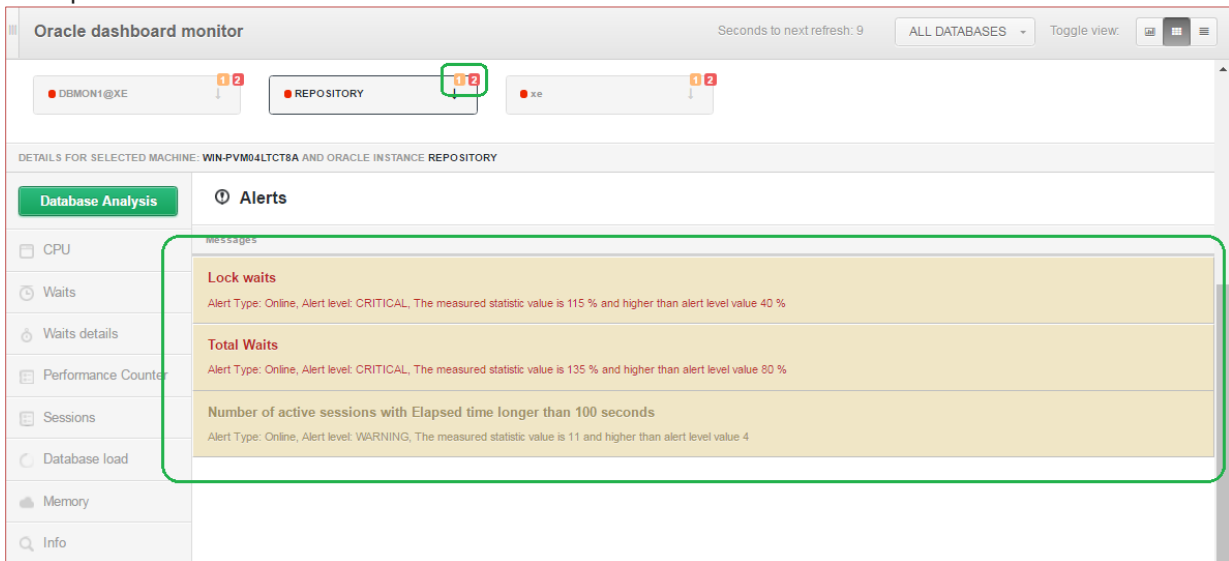 Oracle dashboard monitor
Seconds to next refresh: 9
ALL DATABASES
Toggle view:
DBMON1@XE
1 2
REPOSITORY
1 2
xe
1 2
DETAILS FOR SELECTED MACHINE: WIN-PVM04LTCT8A AND ORACLE INSTANCE REPOSITORY
Database Analysis
CPU
Waits
Waits details
Performance Counter
Sessions
Database load
Memory
Info
Alerts
Messages
Lock waits
Alert Type: Online, Alert level: CRITICAL, The measured statistic value is 115 % and higher than alert level value 40 %
Total Waits
Alert Type: Online, Alert level: CRITICAL, The measured statistic value is 135 % and higher than alert level value 80 %
Number of active sessions with Elapsed time longer than 100 seconds
Alert Type: Online, Alert level: WARNING, The measured statistic value is 11 and higher than alert level value 4